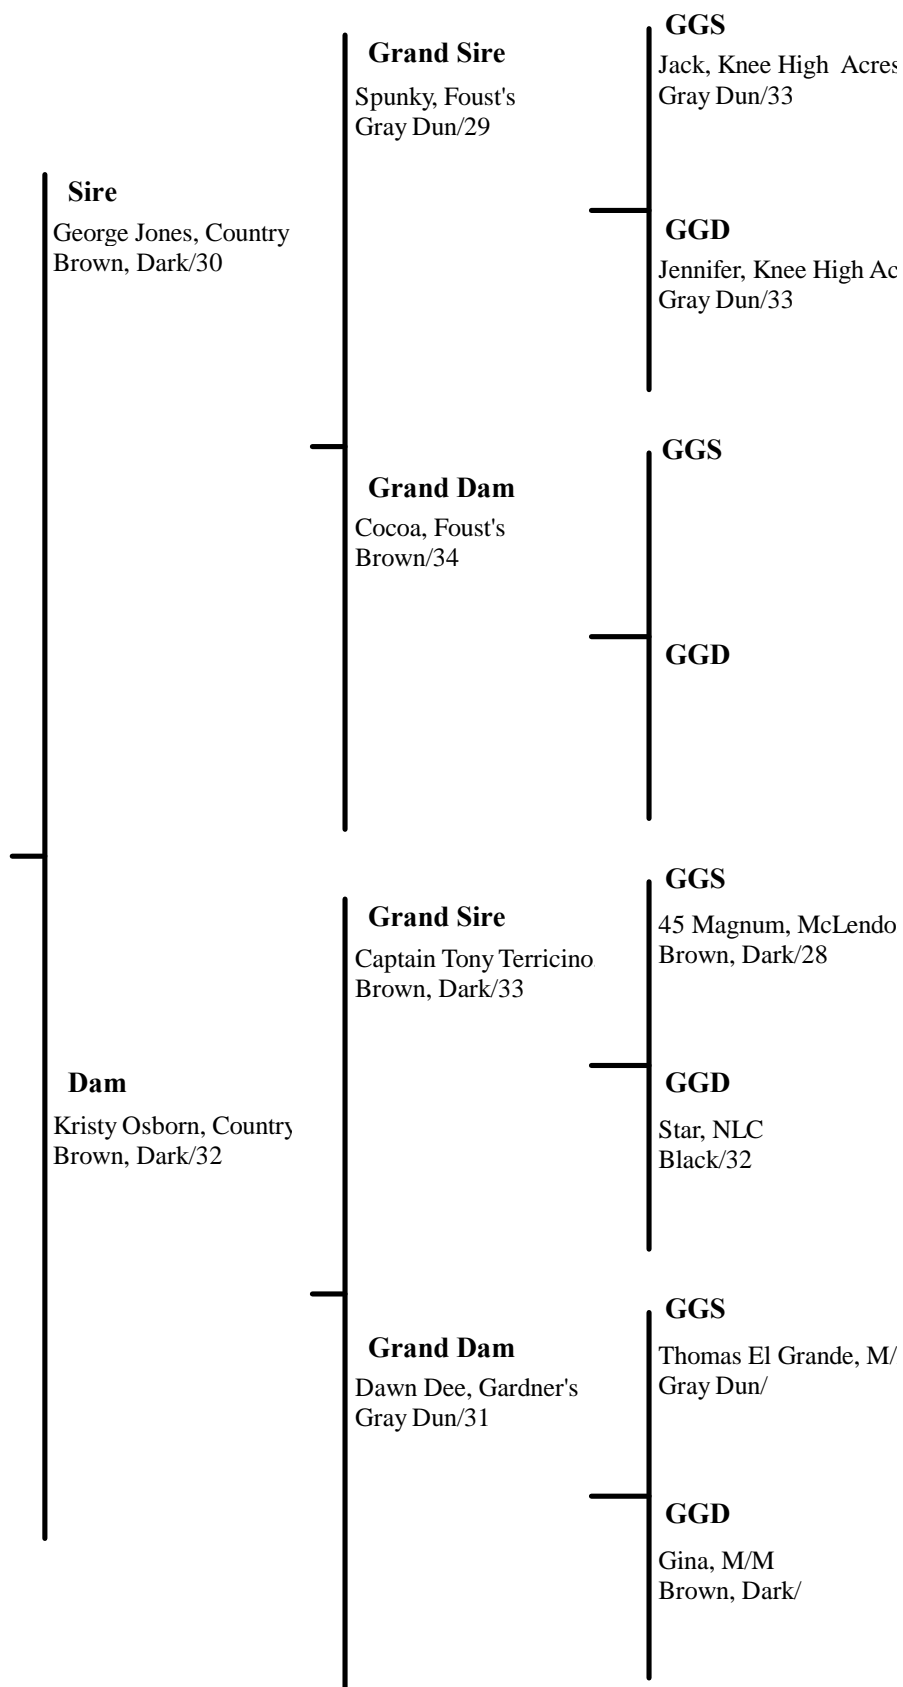 Sire
George Jones, Country
Brown, Dark/30
Dam
Kristy Osborn, Country
Brown, Dark/32
Grand Sire
Spunky, Foust's
Gray Dun/29
Grand Dam
Cocoa, Foust's
Brown/34
Grand Sire
Captain Tony Terricino
Brown, Dark/33
Grand Dam
Dawn Dee, Gardner's
Gray Dun/31
GGS
Jack, Knee High Acres
Gray Dun/33
GGD
Jennifer, Knee High Ac
Gray Dun/33
GGS
GGD
GGS
45 Magnum, McLendo
Brown, Dark/28
GGD
Star, NLC
Black/32
GGS
Thomas El Grande, M/
Gray Dun/
GGD
Gina, M/M
Brown, Dark/